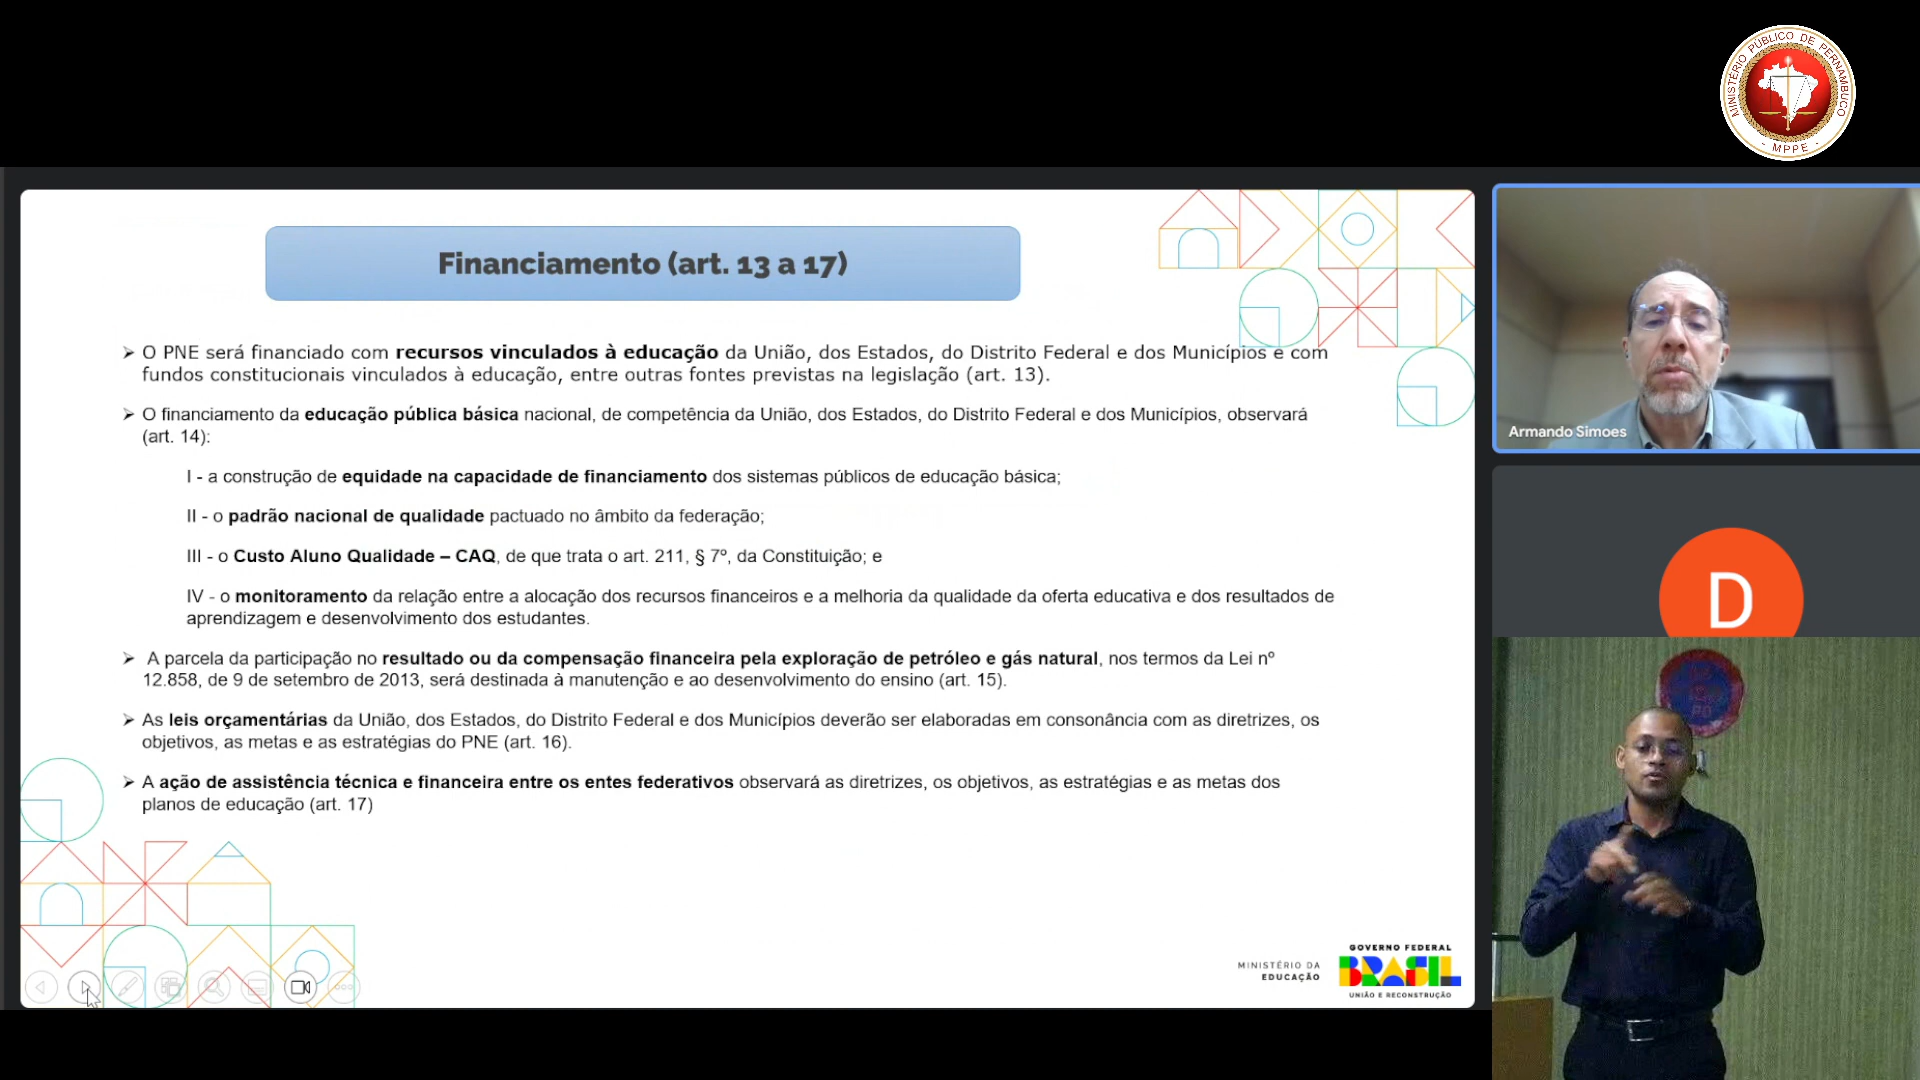 MINISTÉRIO PÚBLICO DE PERNAMBUCO
- MPPE -
Financiamento (art. 13 a 17)
➢ O PNE será financiado com recursos vinculados à educação da União, dos Estados, do Distrito Federal e dos Municípios e com
fundos constitucionais vinculados à educação, entre outras fontes previstas na legislação (art. 13).
➢ O financiamento da educação pública básica nacional, de competência da União, dos Estados, do Distrito Federal e dos Municípios, observará
(art. 14):
I - a construção de equidade na capacidade de financiamento dos sistemas públicos de educação básica;
II - o padrão nacional de qualidade pactuado no âmbito da federação;
III - o Custo Aluno Qualidade – CAQ, de que trata o art. 211, § 7º, da Constituição; e
IV - o monitoramento da relação entre a alocação dos recursos financeiros e a melhoria da qualidade da oferta educativa e dos resultados de
aprendizagem e desenvolvimento dos estudantes.
➢ A parcela da participação no resultado ou da compensação financeira pela exploração de petróleo e gás natural, nos termos da Lei nº
12.858, de 9 de setembro de 2013, será destinada à manutenção e ao desenvolvimento do ensino (art. 15).
➢ As leis orçamentárias da União, dos Estados, do Distrito Federal e dos Municípios deverão ser elaboradas em consonância com as diretrizes, os
objetivos, as metas e as estratégias do PNE (art. 16).
➢ A ação de assistência técnica e financeira entre os entes federativos observará as diretrizes, os objetivos, as estratégias e as metas dos
planos de educação (art. 17)
MINISTÉRIO DA
EDUCAÇÃO
GOVERNO FEDERAL
BRASIL
UNIÃO E RECONSTRUÇÃO
Armando Simoes
D